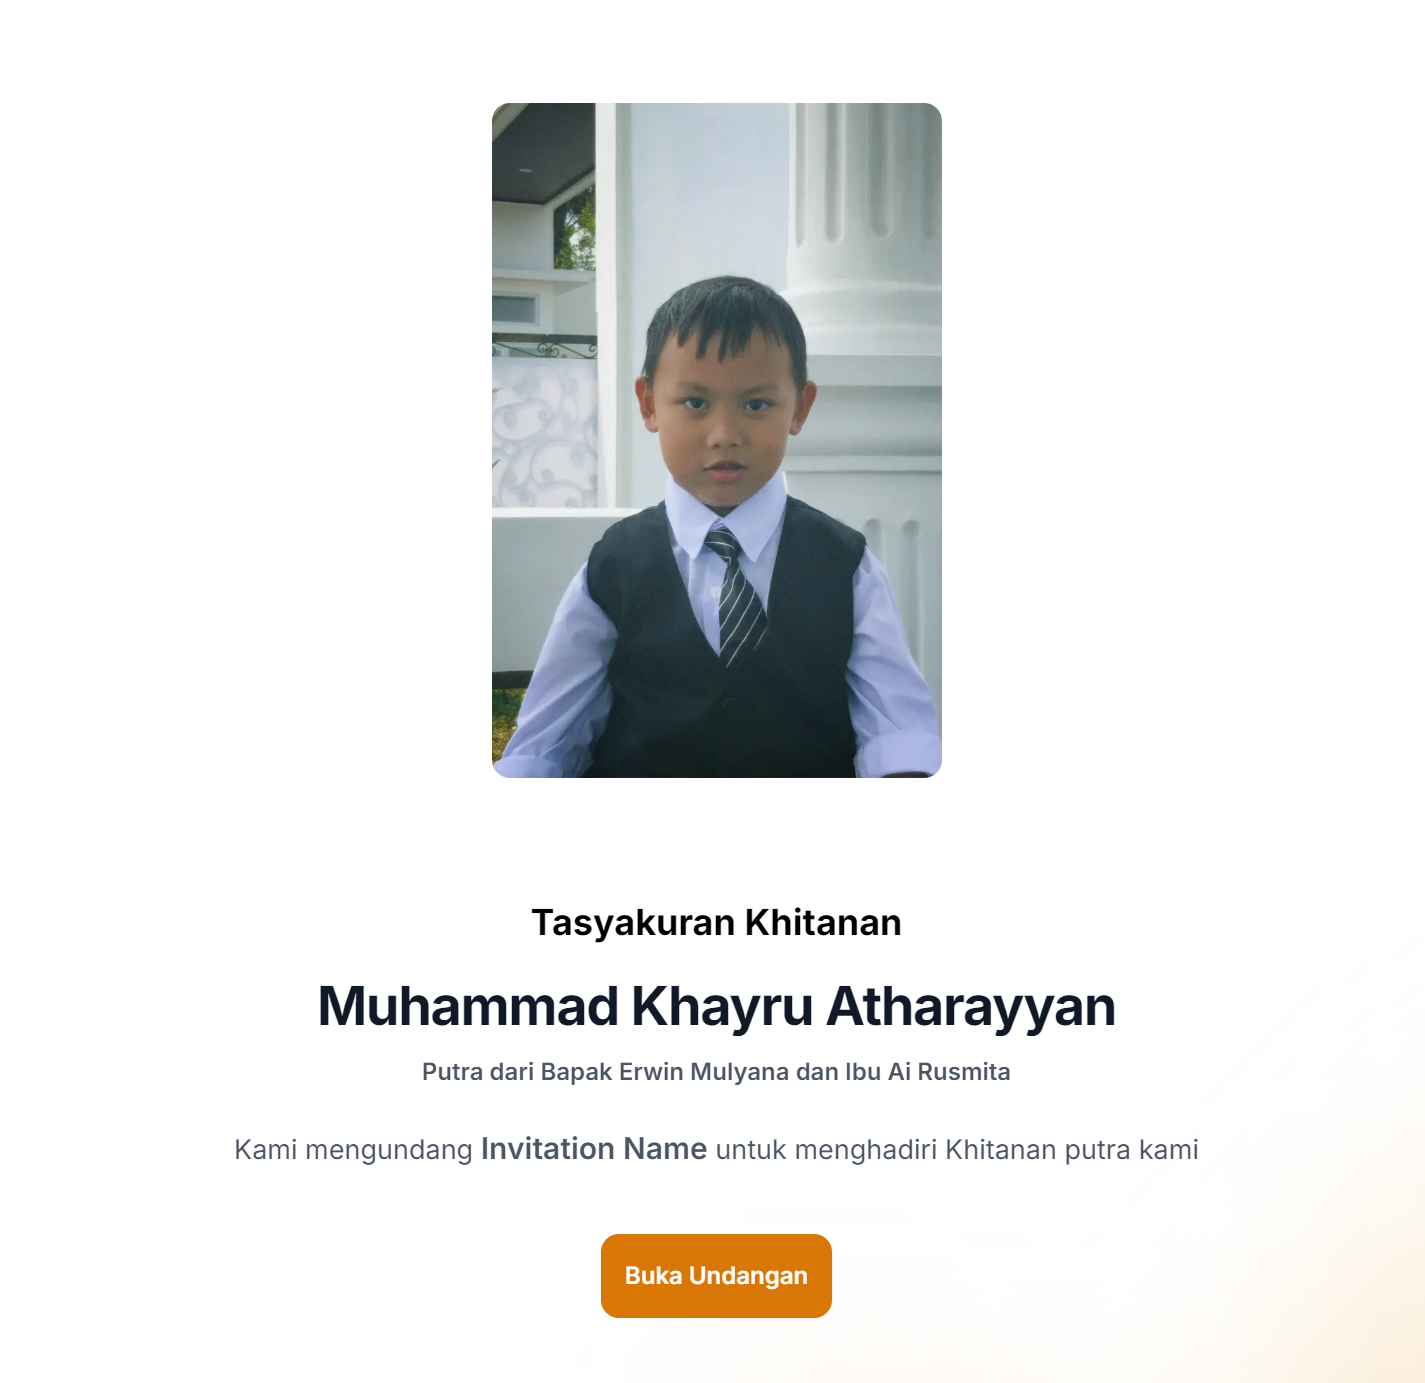 Tasyakuran Khitanan
Muhammad Khayru Atharayyan
Putra dari Bapak Erwin Mulyana dan Ibu Ai Rusmita
Kami mengundang Invitation Name untuk menghadiri Khitanan putra kami
Buka Undangan